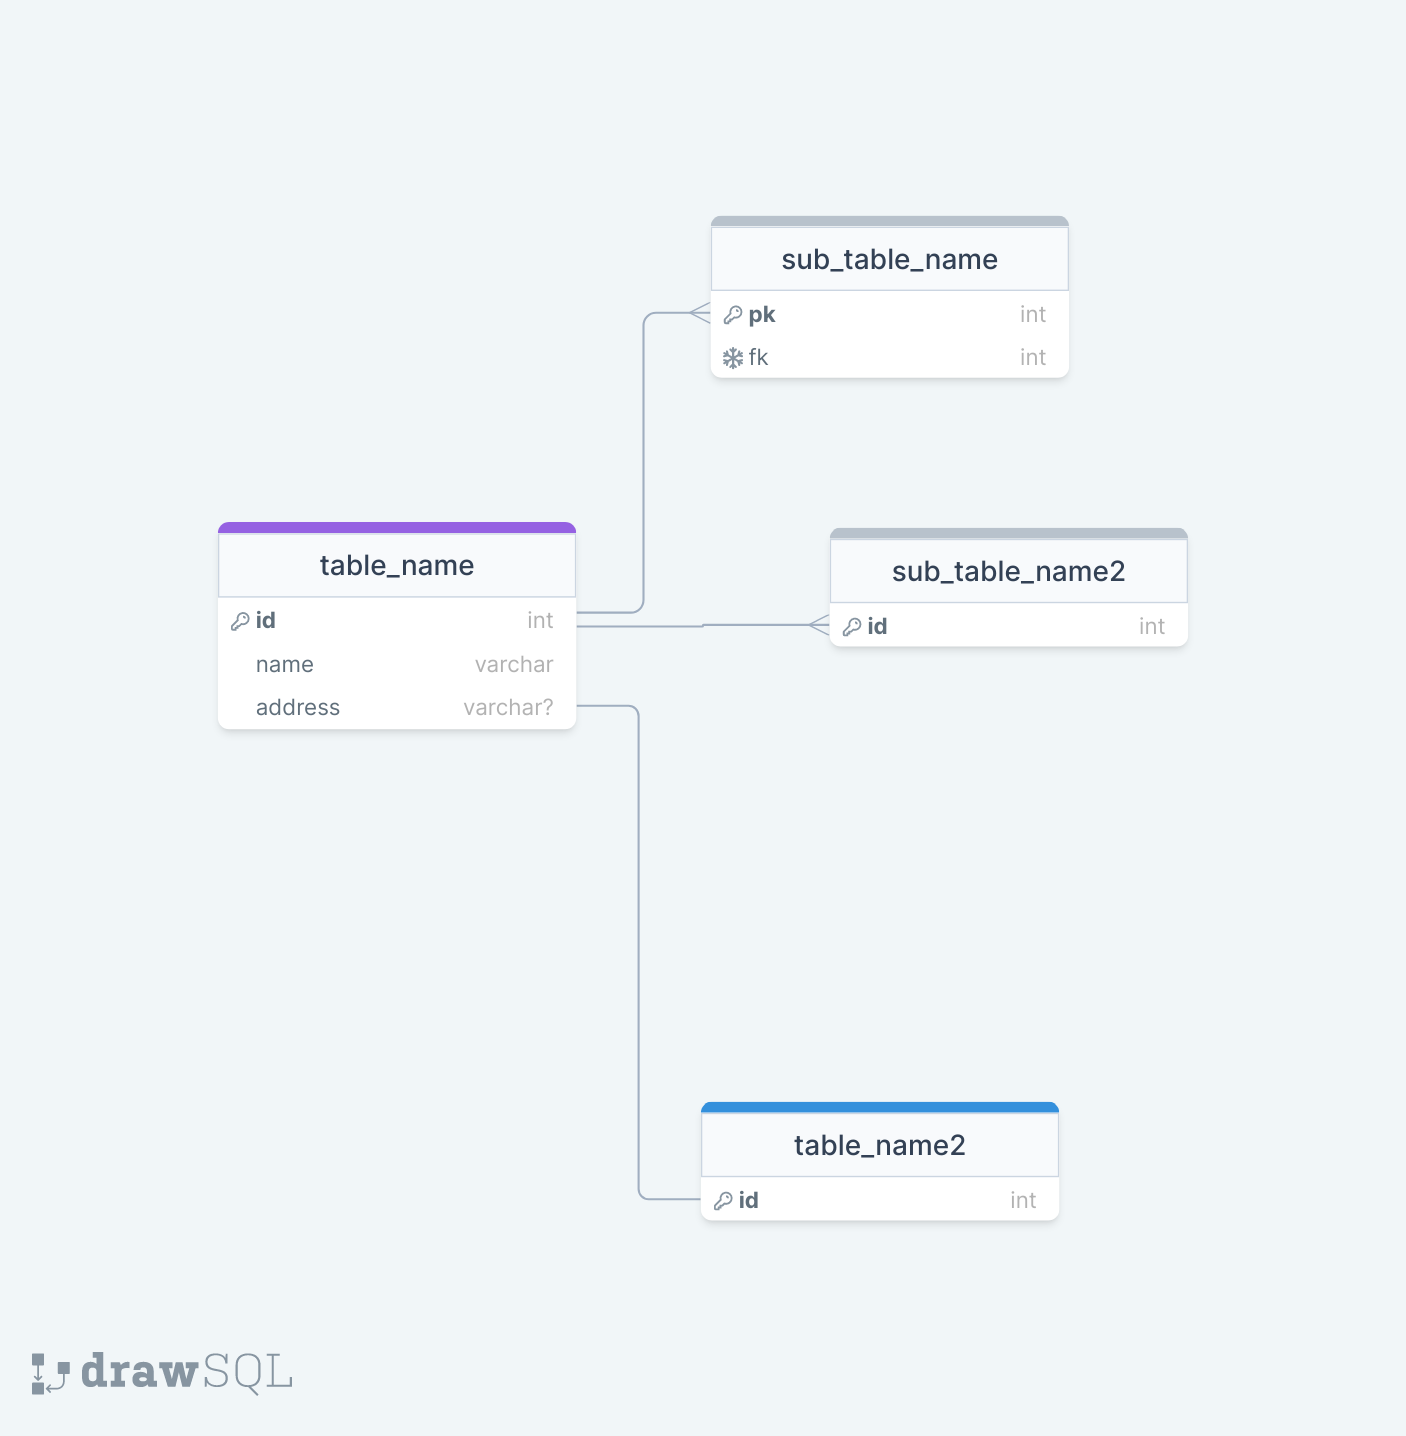 sub_table_name
pk int
fk int
table_name
id int
name varchar
address varchar?
sub_table_name2
id int
table_name2
id int
drawSQL